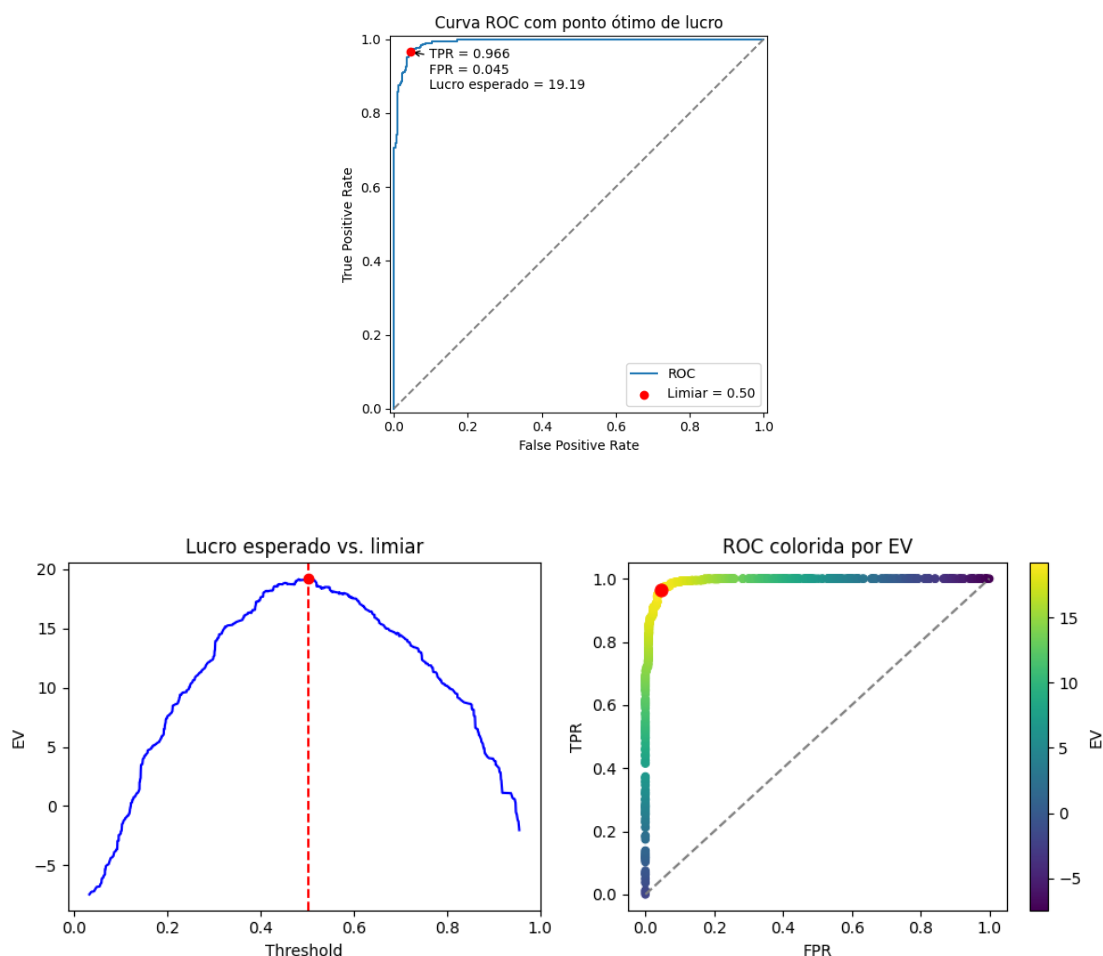 Curva ROC com ponto ótimo de lucro
1.0
0.8
0.6
0.4
0.2
0.0
True Positive Rate
TPR = 0.966
FPR = 0.045
Lucro esperado = 19.19
ROC
Limiar = 0.50
0.0 0.2 0.4 0.6 0.8 1.0
False Positive Rate
Lucro esperado vs. limiar
20
15
10
5
0
−5
EV
0.0 0.2 0.4 0.6 0.8 1.0
Threshold
ROC colorida por EV
1.0
0.8
0.6
0.4
0.2
0.0
TPR
0.0 0.2 0.4 0.6 0.8 1.0
FPR
15
10
5
0
−5
EV